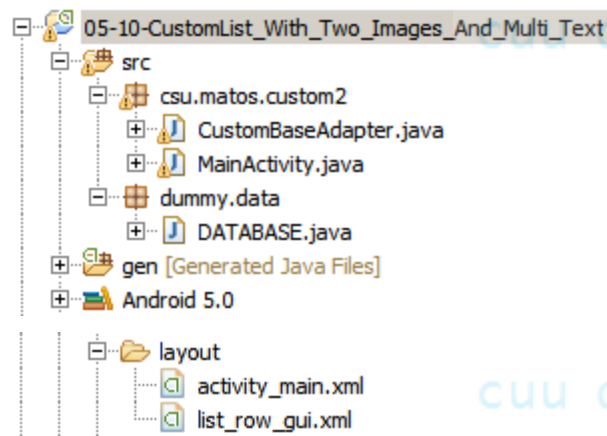 05-10-CustomList_With_Two_Images_And_Multi_Text
src
csu.matos.custom2
CustomBaseAdapter.java
MainActivity.java
dummy.data
DATABASE.java
gen [Generated Java Files]
Android 5.0
layout
activity_main.xml
list_row_gui.xml
cuu